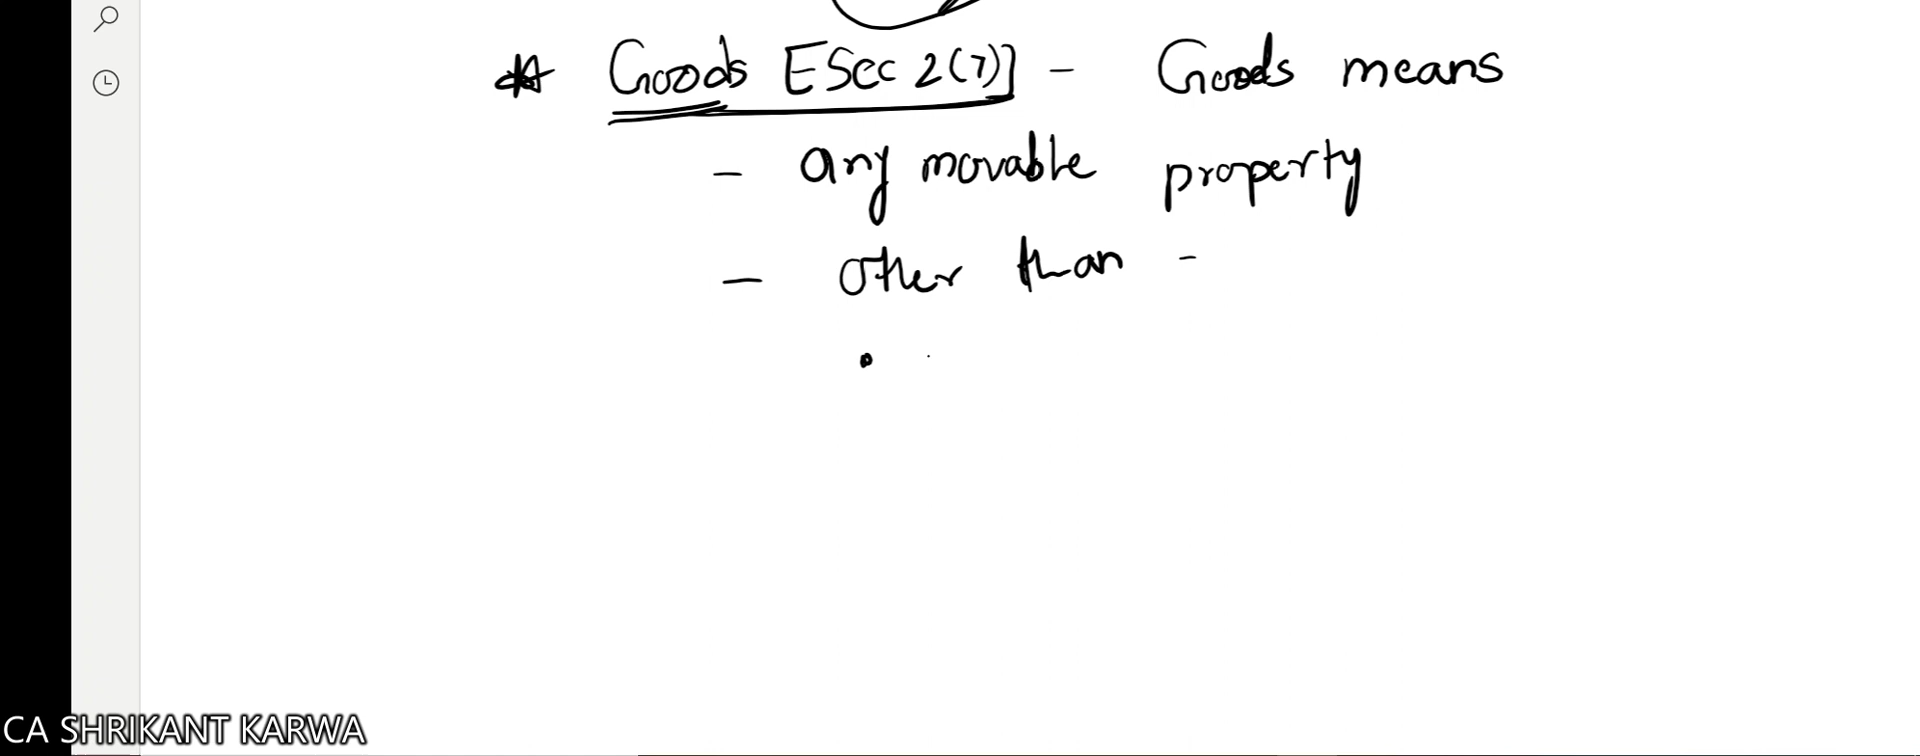 * Goods [Sec 2(7)] - Goods means
- any movable property
- other than -
•
CA SHRIKANT KARWA